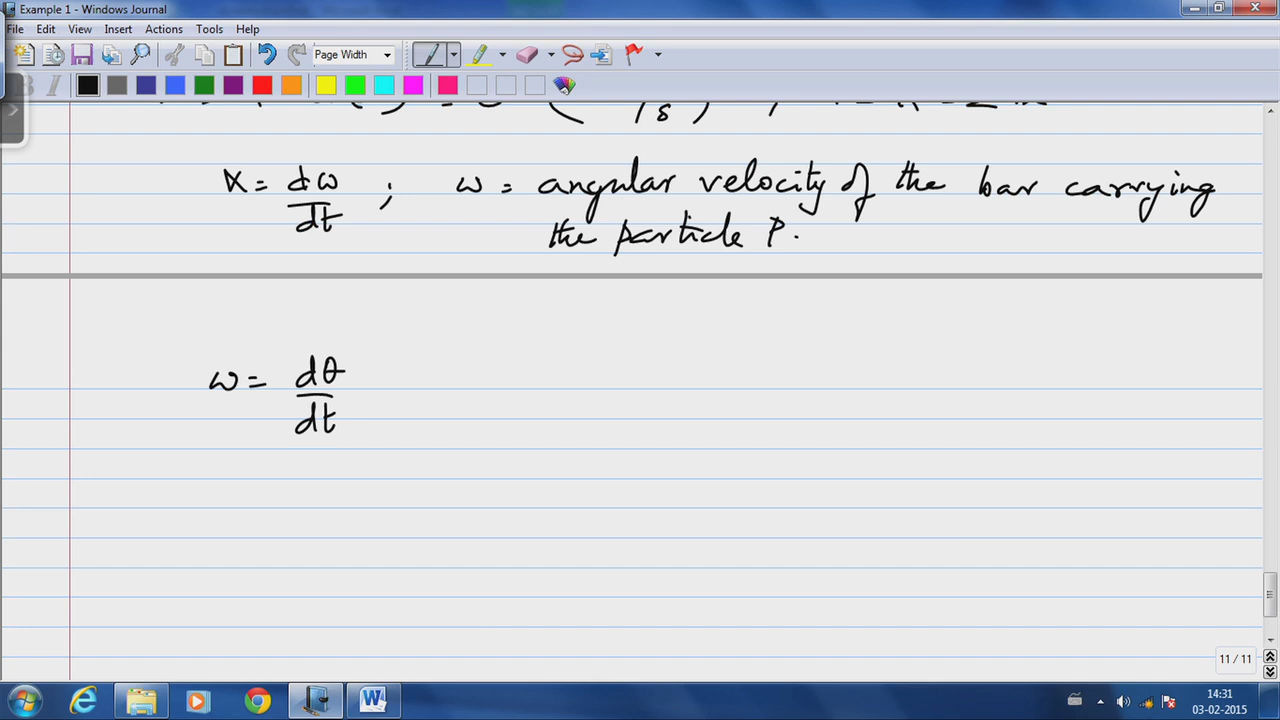 Example 1 - Windows Journal
File Edit View Insert Actions Tools Help
Page Width
α = dω/dt ; ω = angular velocity of the bar carrying
the particle P.
ω = dθ/dt
11 / 11
14:31
03-02-2015